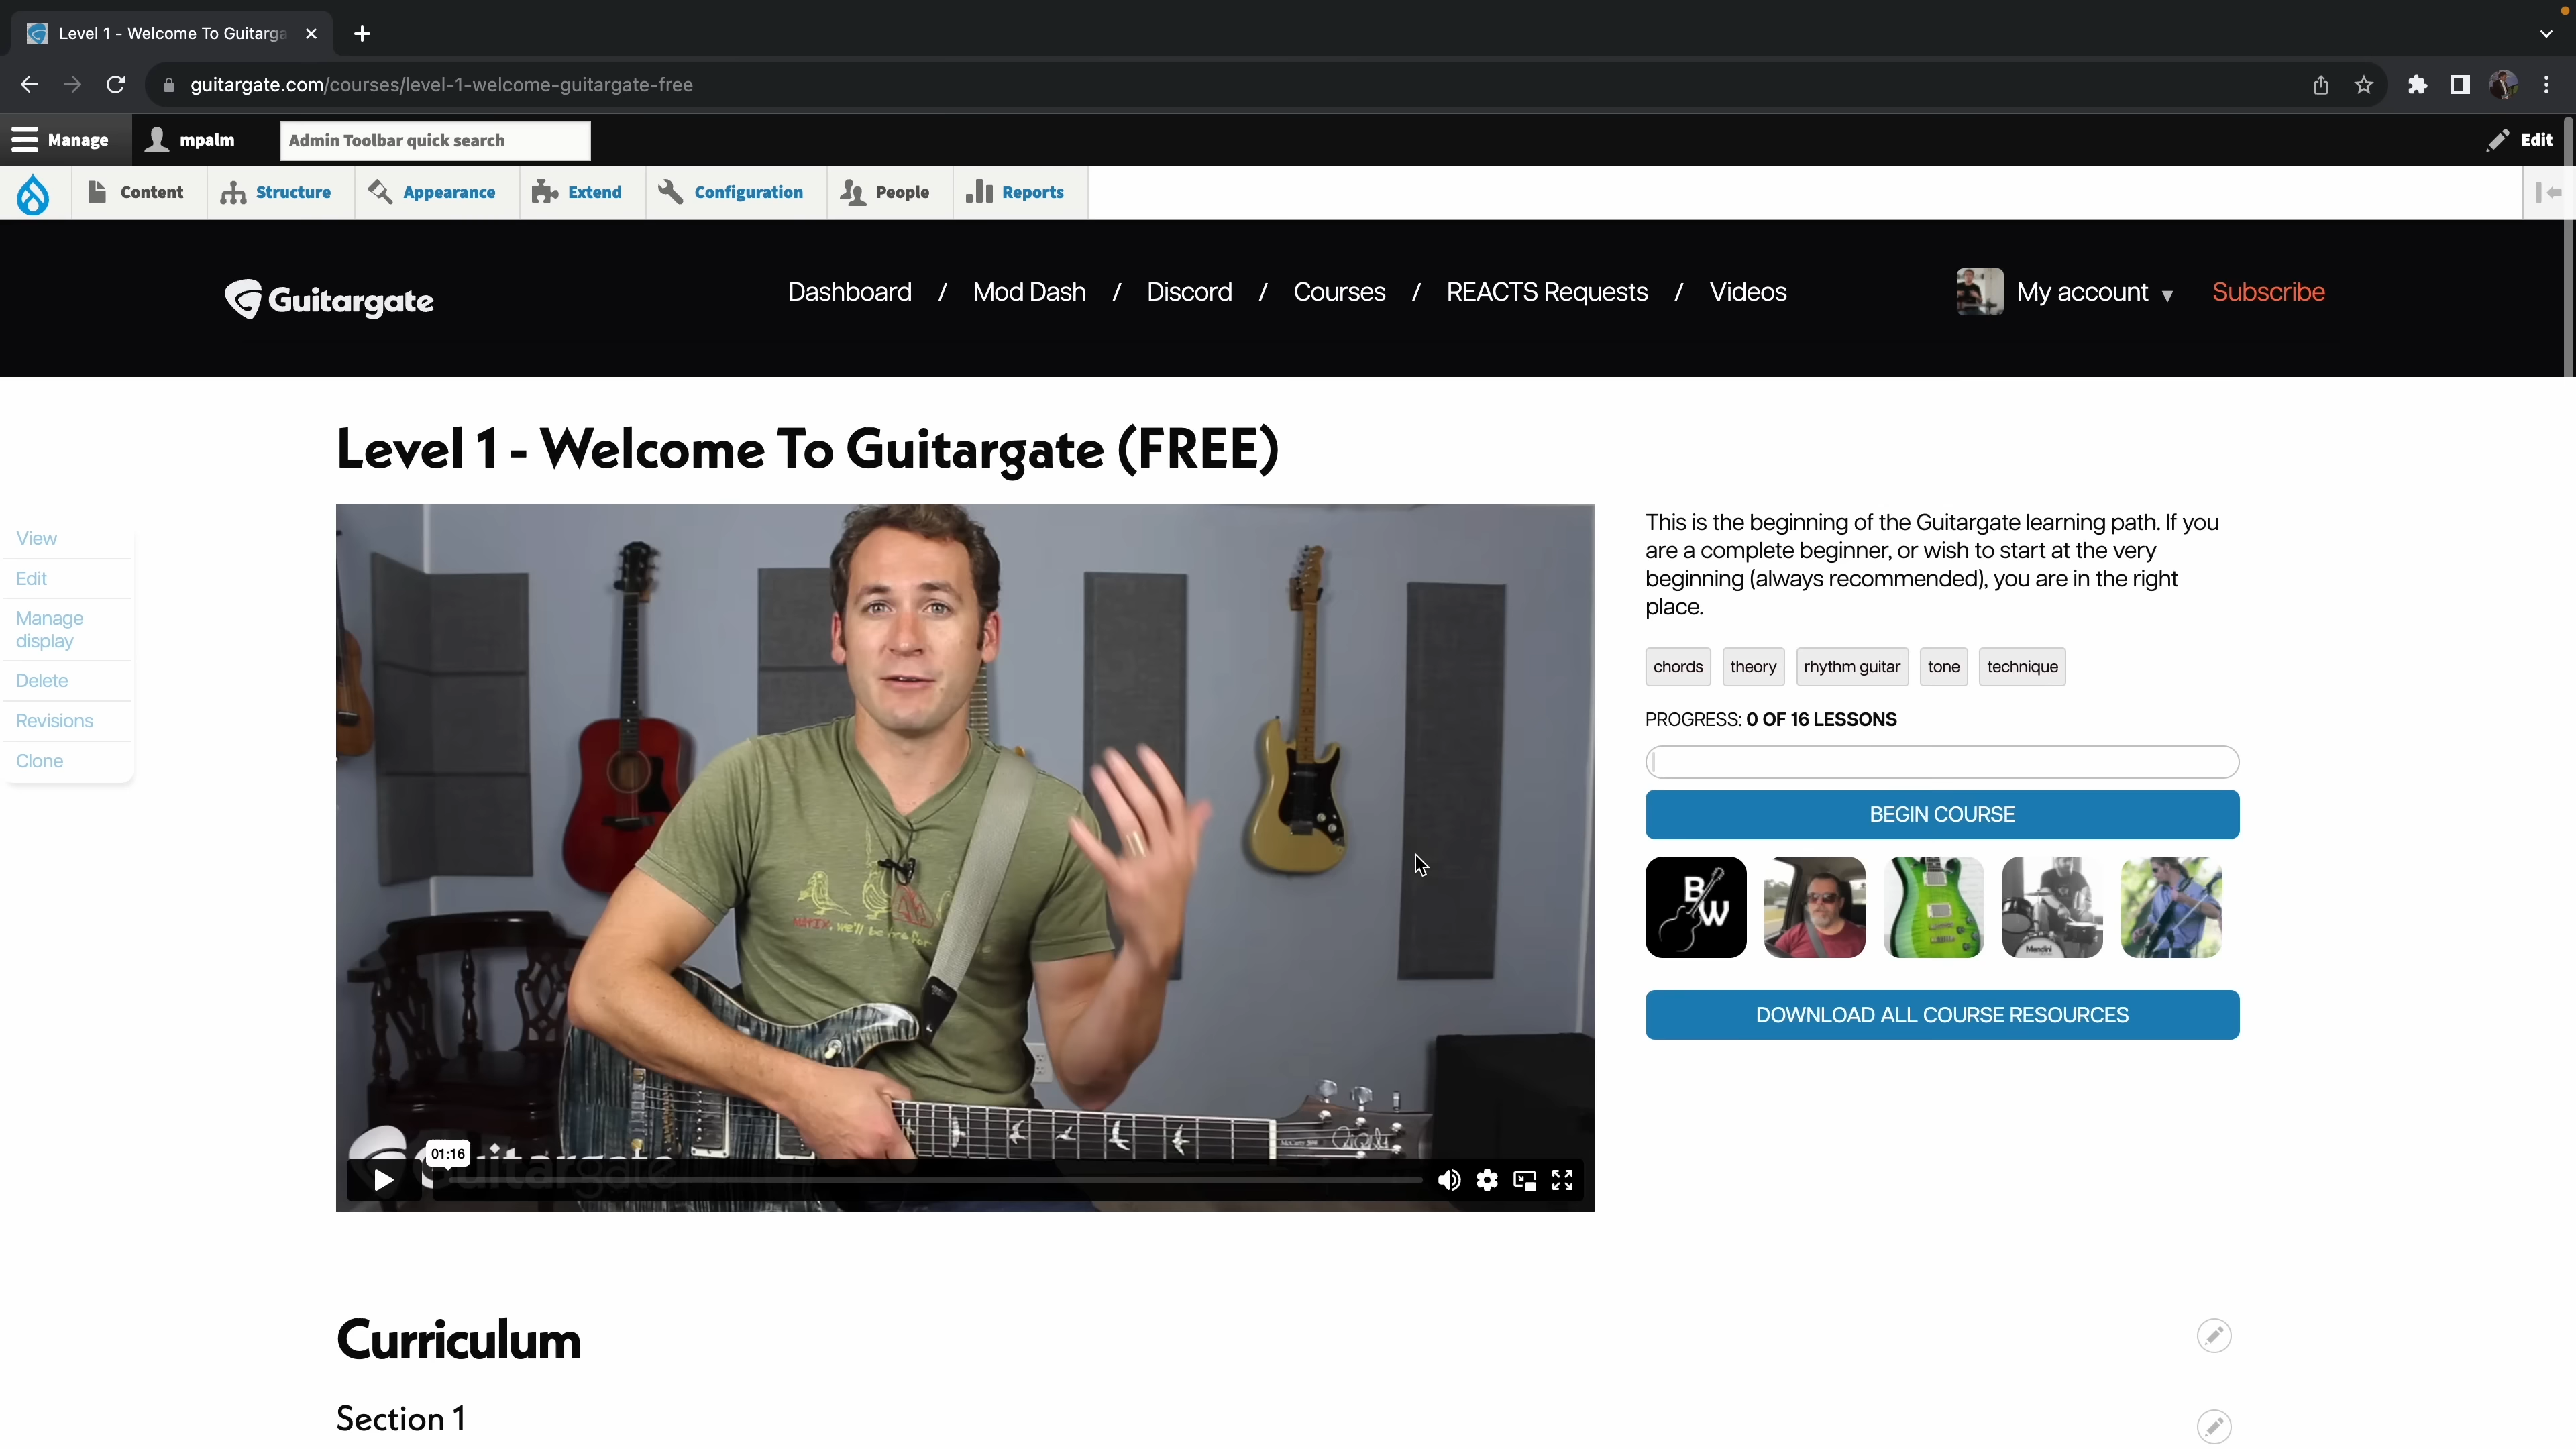 Level 1 - Welcome To Guitarga
guitargate.com/courses/level-1-welcome-guitargate-free
Manage mpalm Admin Toolbar quick search Edit
Content Structure Appearance Extend Configuration People Reports
Guitargate Dashboard / Mod Dash / Discord / Courses / REACTS Requests / Videos My account Subscribe
Level 1 - Welcome To Guitargate (FREE)
View
Edit
Manage
display
Delete
Revisions
Clone
This is the beginning of the Guitargate learning path. If you
are a complete beginner, or wish to start at the very
beginning (always recommended), you are in the right
place.
chords theory rhythm guitar tone technique
PROGRESS: 0 OF 16 LESSONS
BEGIN COURSE
B
W
Mendini
DOWNLOAD ALL COURSE RESOURCES
we'll be
01:16
Guitargate
Curriculum
Section 1